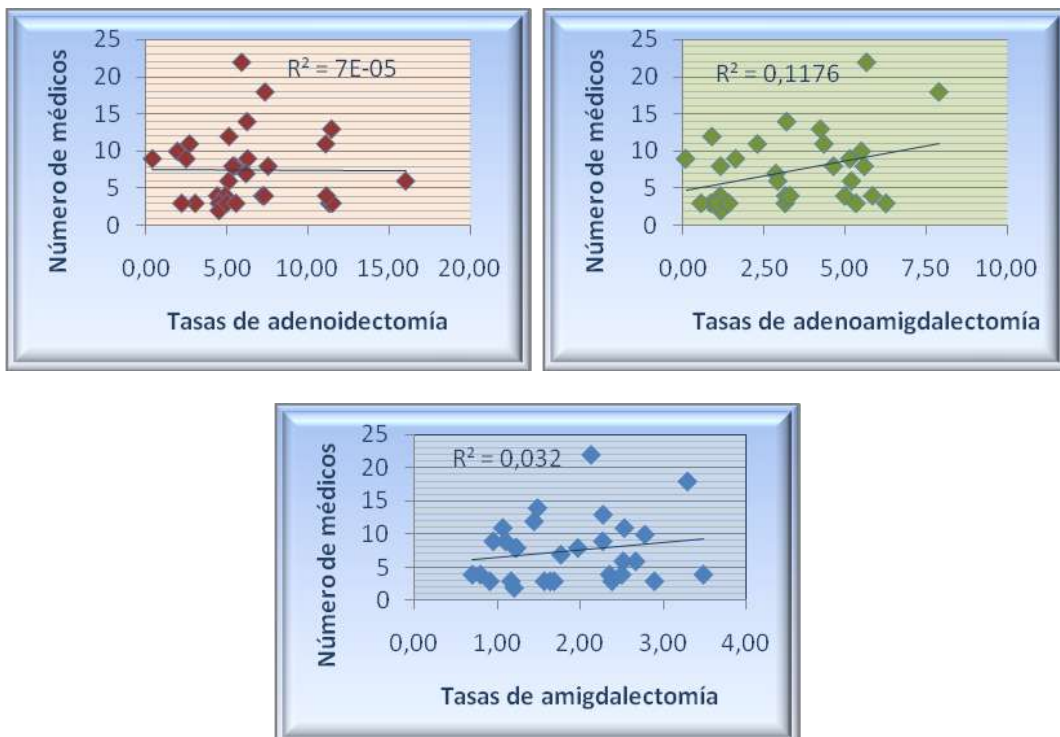 Número de médicos
25
20
15
10
5
0
R² = 7E-05
0,00 5,00 10,00 15,00 20,00
Tasas de adenoidectomía
Número de médicos
25
20
15
10
5
0
R² = 0,1176
0,00 2,50 5,00 7,50 10,00
Tasas de adenoamigdalectomía
Número de médicos
25
20
15
10
5
0
R² = 0,032
0,00 1,00 2,00 3,00 4,00
Tasas de amigdalectomía